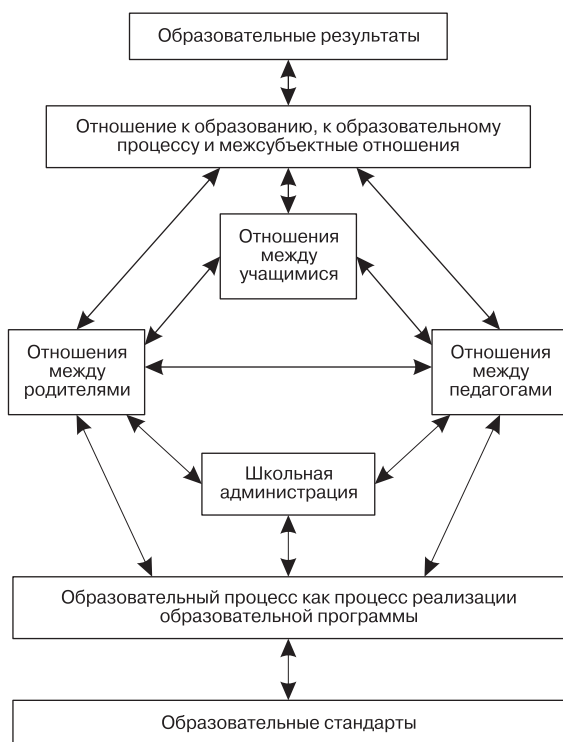 Образовательные результаты
Отношение к образованию, к образовательному
процессу и межсубъектные отношения
Отношения
между
учащимися
Отношения
между
родителями
Отношения
между
педагогами
Школьная
администрация
Образовательный процесс как процесс реализации
образовательной программы
Образовательные стандарты